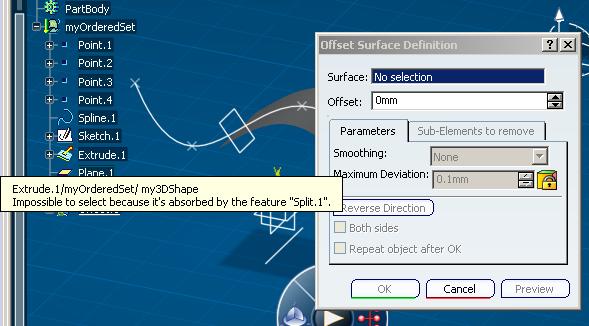 PartBody
myOrderedSet
Point.1
Point.2
Point.3
Point.4
Spline.1
Sketch.1
Extrude.1
Plane.1
Extrude.1/myOrderedSet/ my3DShape
Impossible to select because it's absorbed by the feature "Split.1".
Offset Surface Definition
Surface: No selection
Offset: 0mm
Parameters Sub-Elements to remove
Smoothing: None
Maximum Deviation: 0.1mm
Reverse Direction
Both sides
Repeat object after OK
OK Cancel Preview